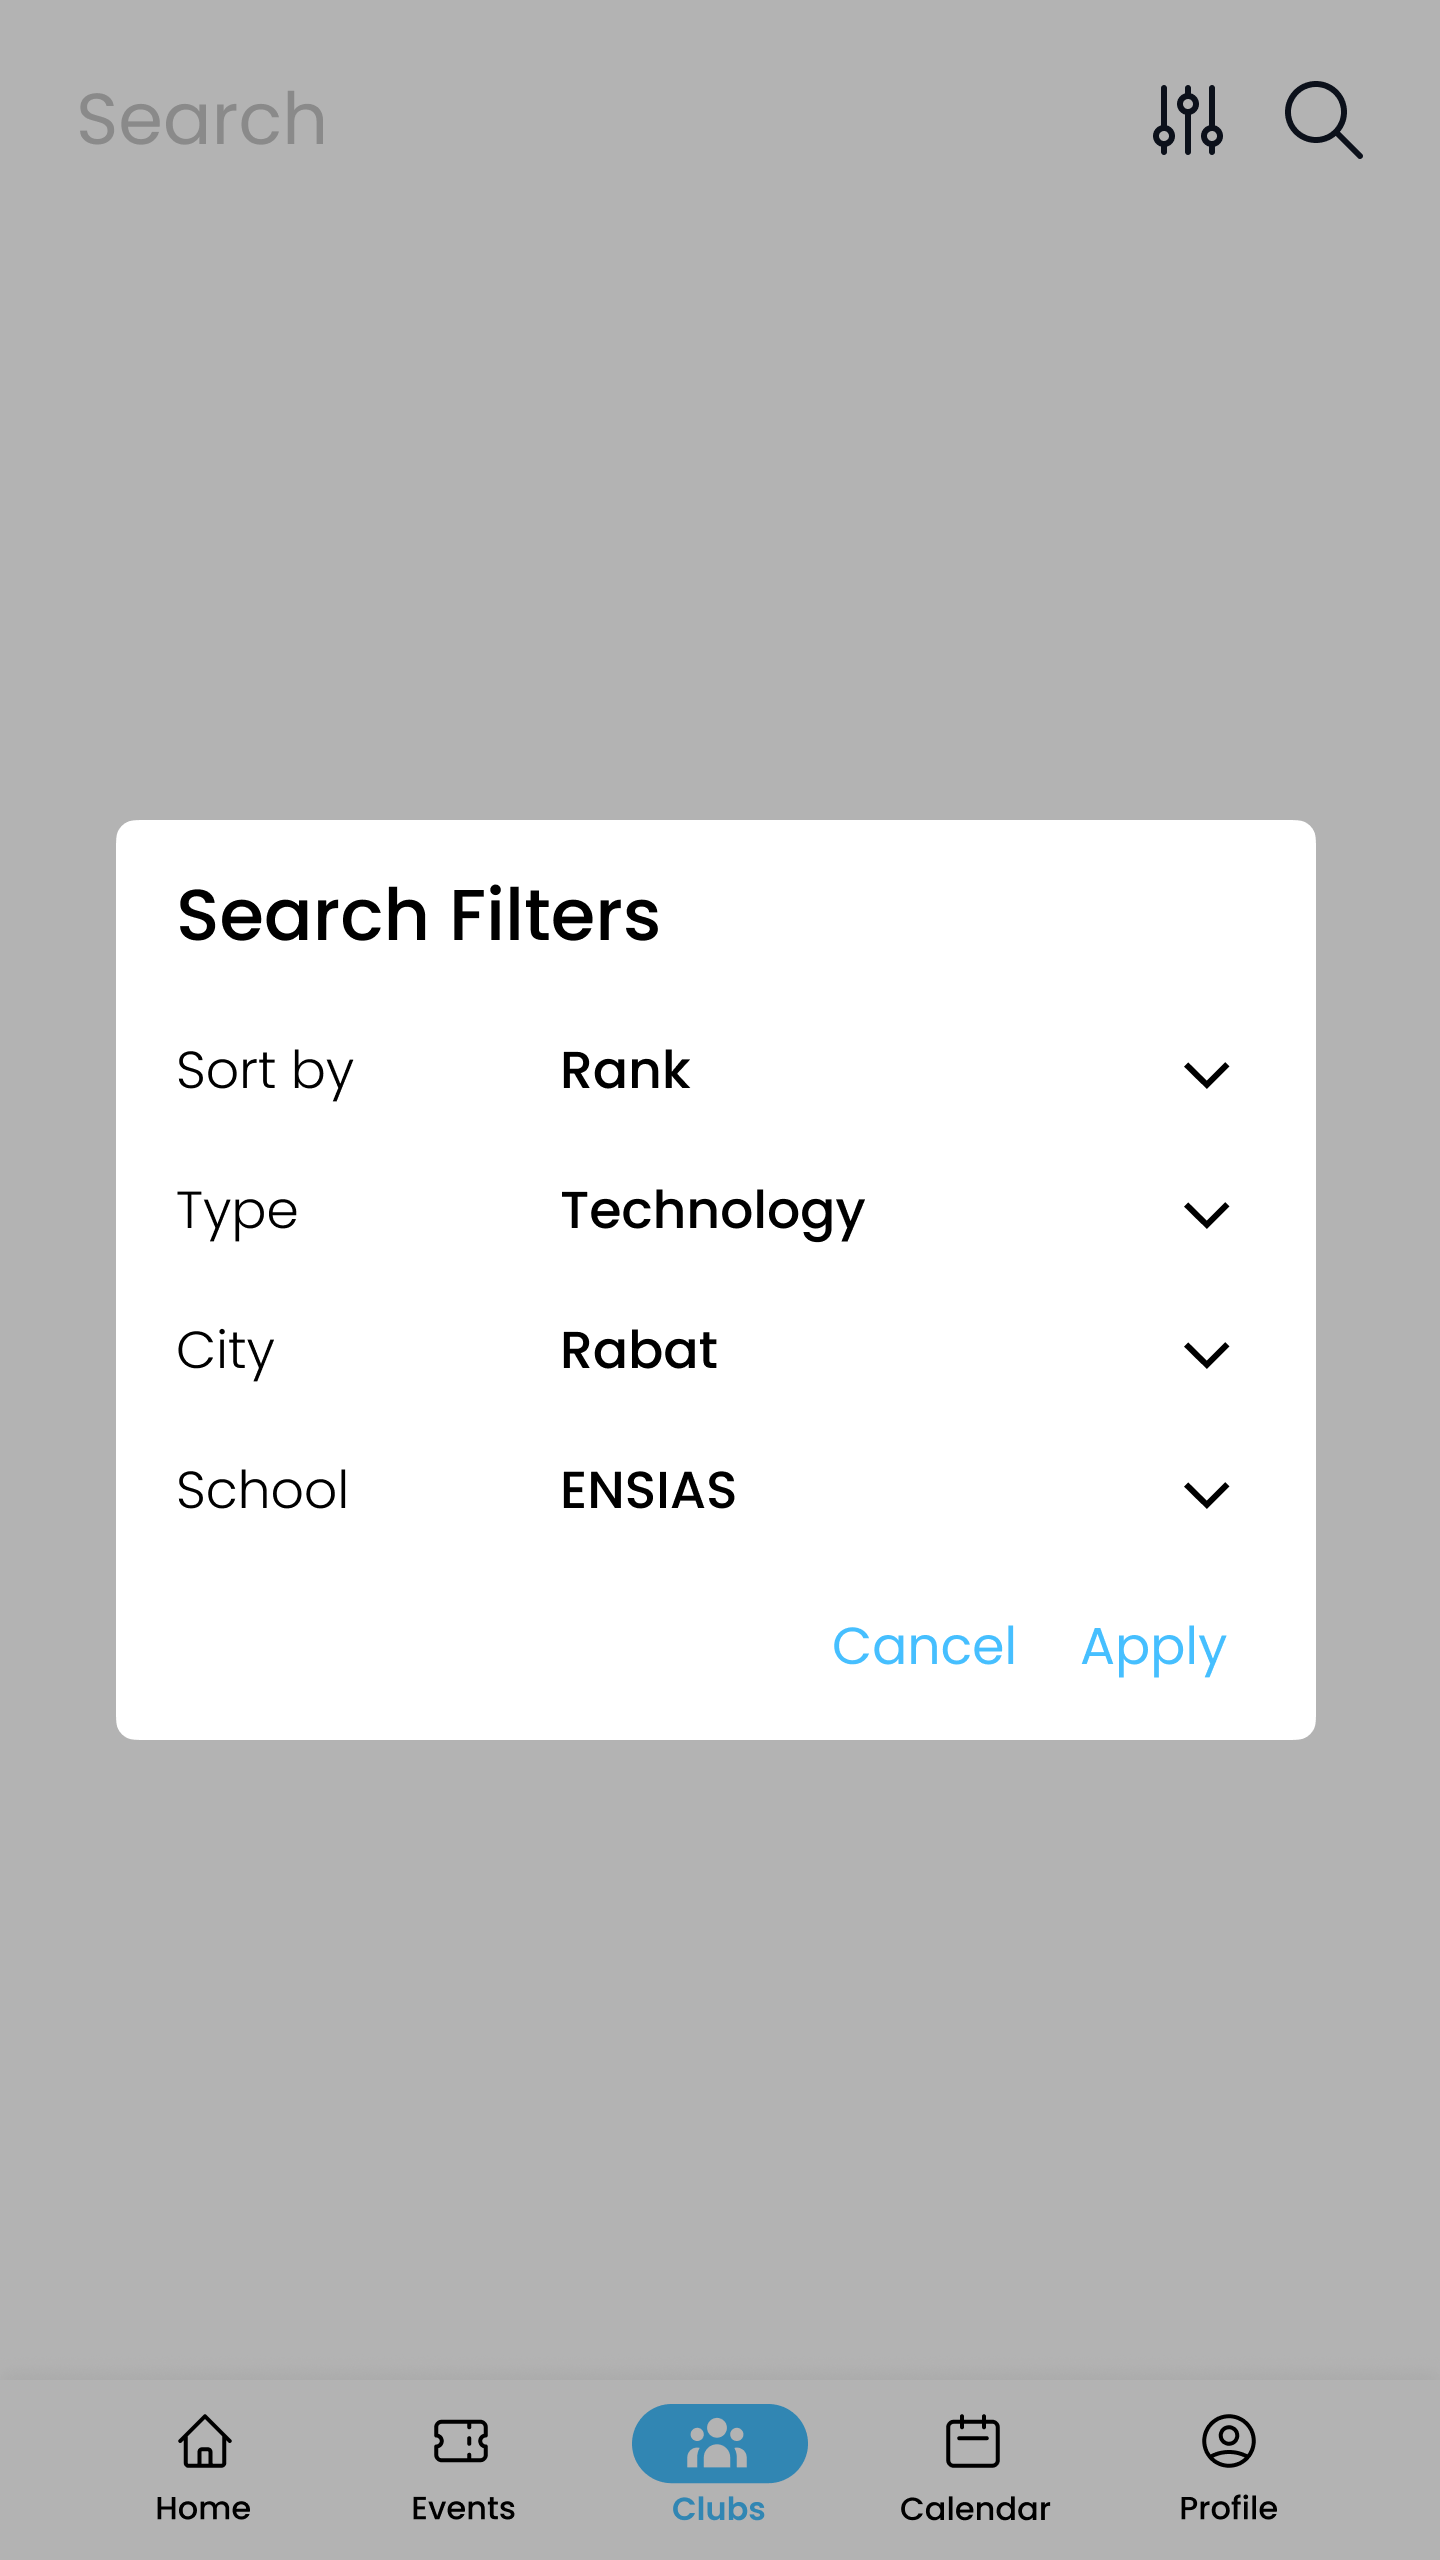 Search
Search Filters
Sort by Rank
Type Technology
City Rabat
School ENSIAS
Cancel Apply
Home Events Clubs Calendar Profile